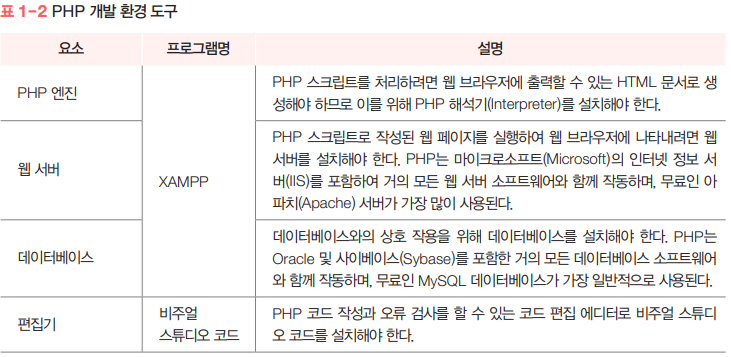 표 1-2 PHP 개발 환경 도구
요소 프로그램명 설명
PHP 엔진
XAMPP
PHP 스크립트를 처리하려면 웹 브라우저에 출력할 수 있는 HTML 문서로 생
성해야 하므로 이를 위해 PHP 해석기(Interpreter)를 설치해야 한다.
웹 서버
PHP 스크립트로 작성된 웹 페이지를 실행하여 웹 브라우저에 나타내려면 웹
서버를 설치해야 한다. PHP는 마이크로소프트(Microsoft)의 인터넷 정보 서
버(IIS)를 포함하여 거의 모든 웹 서버 소프트웨어와 함께 작동하며, 무료인 아
파치(Apache) 서버가 가장 많이 사용된다.
데이터베이스
데이터베이스와의 상호 작용을 위해 데이터베이스를 설치해야 한다. PHP는
Oracle 및 사이베이스(Sybase)를 포함한 거의 모든 데이터베이스 소프트웨어
와 함께 작동하며, 무료인 MySQL 데이터베이스가 가장 일반적으로 사용된다.
편집기
비주얼
스튜디오 코드
PHP 코드 작성과 오류 검사를 할 수 있는 코드 편집 에디터로 비주얼 스튜디
오 코드를 설치해야 한다.